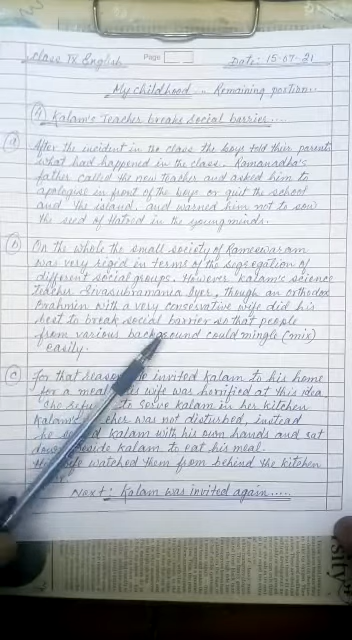 Class IX English Page Date: 15-07-21
My childhood... Remaining portion..
9) Kalam's Teacher breaks Social barrier.....
a) After the incident in the class the boys told their parents
what had happened in the class. Ramanadha's
father called the new teacher and asked him to
apologise in front of the boys or quit the school
and the island. and warned him not to sow
the seed of Hatred in the young minds.
b) On the whole the small society of Rameswaram
was very rigid in terms of the segregation of
different social groups. However Kalam's science
teacher Sivasubramania Iyer, though an orthodox
Brahmin with a very conservative wife did his
best to break social barrier so that people
from various background could mingle (mix)
easily.
c) For that reason he invited Kalam to his home
for a meal. his wife was horrified at this idea.
She to serve Kalam in her kitchen
Kalam's was not disturbed, instead
he Kalam with his own hands and sat
down beside Kalam to eat his meal.
wife watched them from behind the kitchen
Next: Kalam was invited again.....